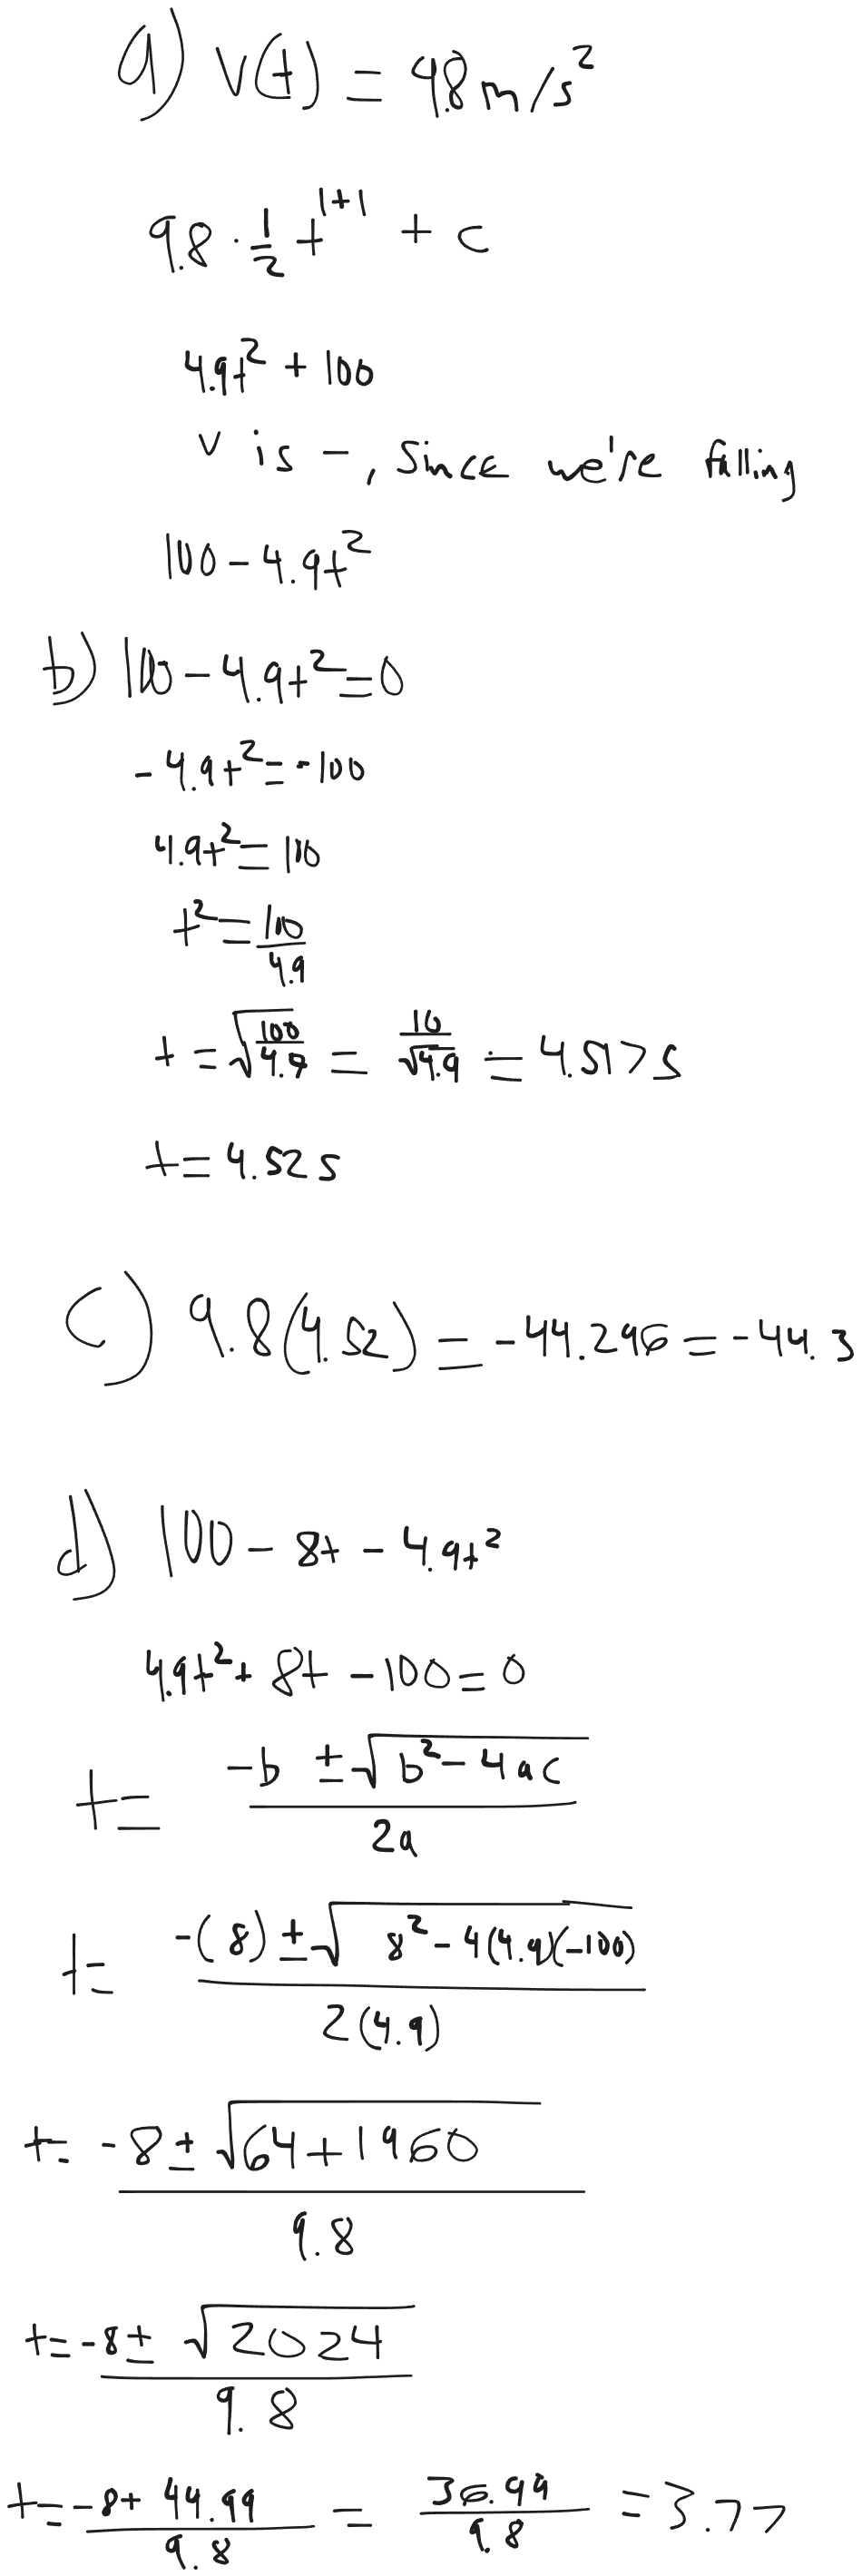 a) v(t) = 9.8 m/s²
9.8 · 1/2 t^(1+1) + c
4.9t² + 100
v is -, since we're falling
100 - 4.9t²
b) 100 - 4.9t² = 0
- 4.9t² = -100
4.9t² = 100
t² = 100/4.9
t = √(100/4.9) = 10/√4.9 = 4.517s
t = 4.52s
c) 9.8(4.52) = -44.296 = -44.3
d) 100 - 8t - 4.9t²
4.9t² + 8t - 100 = 0
t = (-b ± √(b² - 4ac))/2a
t = (-(8) ± √(8² - 4(4.9)(-100)))/2(4.9)
t = (-8 ± √(64 + 1960))/9.8
t = (-8 ± √2024)/9.8
t = (-8 + 44.99)/9.8 = 36.99/9.8 = 3.77